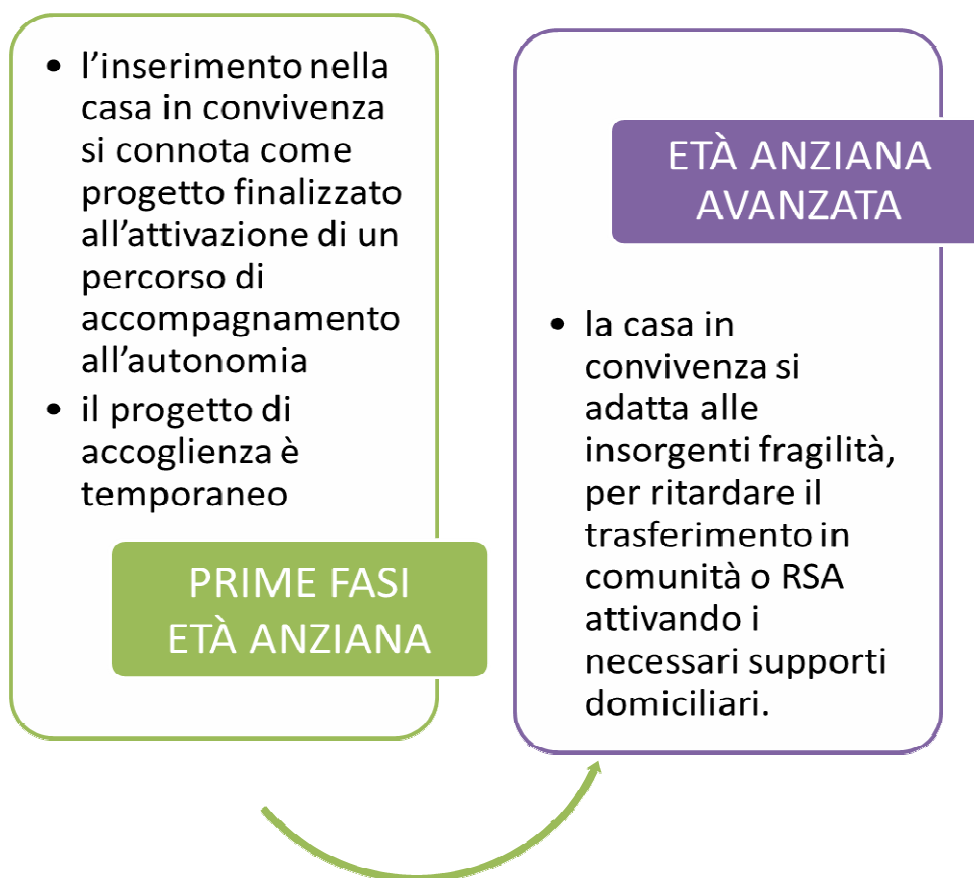 • l’inserimento nella
casa in convivenza
si connota come
progetto finalizzato
all’attivazione di un
percorso di
accompagnamento
all’autonomia
• il progetto di
accoglienza è
temporaneo
PRIME FASI
ETÀ ANZIANA
ETÀ ANZIANA
AVANZATA
• la casa in
convivenza si
adatta alle
insorgenti fragilità,
per ritardare il
trasferimento in
comunità o RSA
attivando i
necessari supporti
domiciliari.